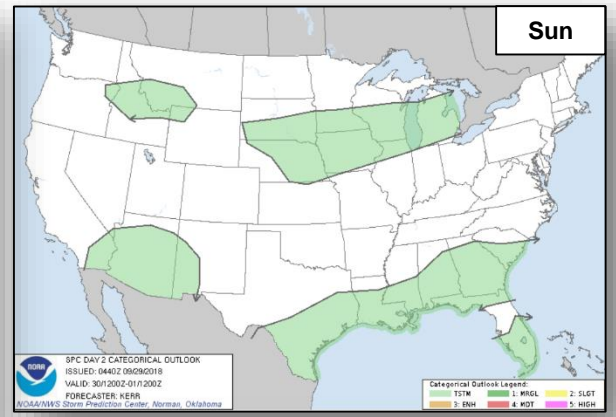 Sun
SPC DAY 2 CATEGORICAL OUTLOOK
ISSUED: 0440Z 09/29/2018
VALID: 30/1200Z-01/1200Z
FORECASTER: KERR
NOAA/NWS Storm Prediction Center, Norman, Oklahoma
NOAA
Categorical Outlook Legend:
TSTM 1: MRGL 2: SLGT
3: ENH 4: MDT 5: HIGH